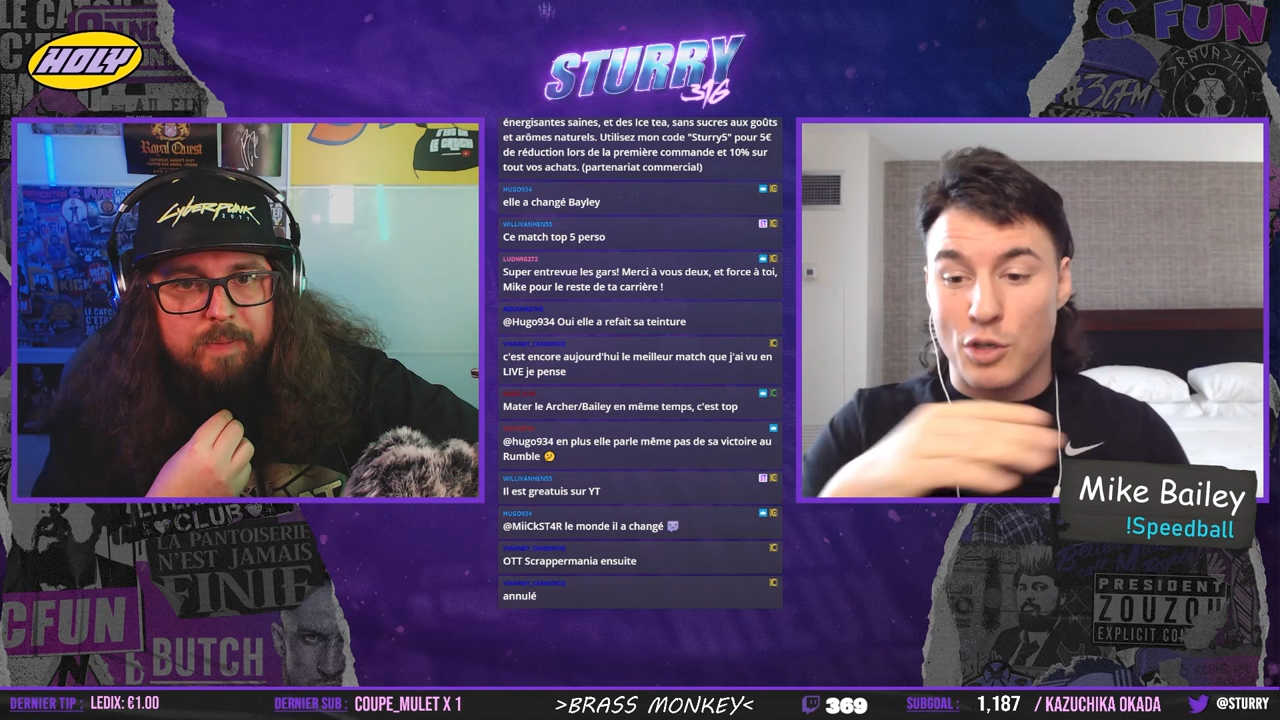 HOLY
STURRY
316
C FUN
#3CFM
Royal Quest
CYBERPUNK
2077
énergisantes saines, et des Ice tea, sans sucres aux goûts
et arômes naturels. Utilisez mon code "Sturry5" pour 5€
de réduction lors de la première commande et 10% sur
tout vos achats. (partenariat commercial)
HUGO934
elle a changé Bayley
WILLIVANHENSS
Ce match top 5 perso
LUDWIG272
Super entrevue les gars! Merci à vous deux, et force à toi,
Mike pour le reste de ta carrière !
@Hugo934 Oui elle a refait sa teinture
c'est encore aujourd'hui le meilleur match que j'ai vu en
LIVE je pense
Mater le Archer/Bailey en même temps, c'est top
@hugo934 en plus elle parle même pas de sa victoire au
Rumble 🫤
WILLIVANHENSS
Il est greatuis sur YT
HUGO934
@MiiCkST4R le monde il a changé
OTT Scrappermania ensuite
annulé
Mike Bailey
!Speedball
CLUB
LA PANTOISERIE
N'EST JAMAIS
FINIE
CFUN
BUTCH
PRESIDENT
ZOUZOU
EXPLICIT
DERNIER TIP : LEDIX: €1.00
DERNIER SUB : COUPE_MULET X 1
>BRASS MONKEY<
369
SUBGOAL : 1,187 / KAZUCHIKA OKADA
@STURRY